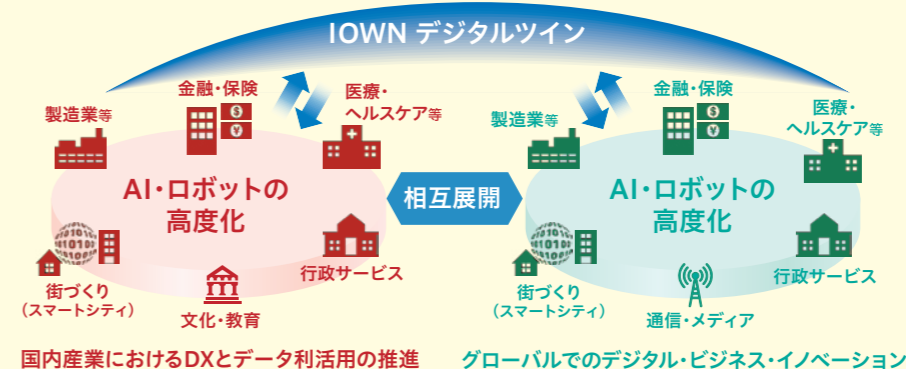 IOWN デジタルツイン
金融・保険
製造業等
医療・
ヘルスケア等
AI・ロボットの
高度化
街づくり
（スマートシティ）
文化・教育
行政サービス
国内産業におけるDXとデータ利活用の推進
相互展開
金融・保険
製造業等
医療・
ヘルスケア等
AI・ロボットの
高度化
街づくり
（スマートシティ）
通信・メディア
行政サービス
グローバルでのデジタル・ビジネス・イノベーション